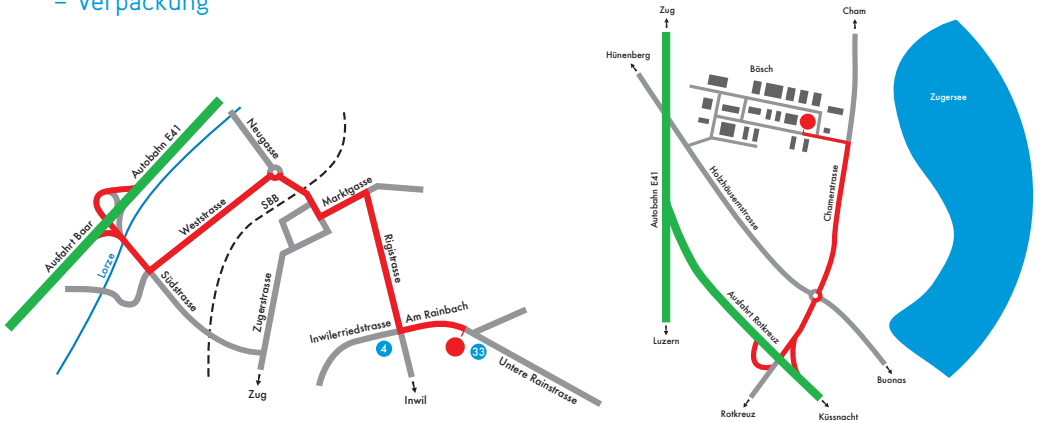 – Verpackung
Autobahn E41
Ausfahrt Baar
Lorze
Neugasse
Weststrasse
Südstrasse
SBB
Marktgasse
Zugerstrasse
Rigistrasse
Inwilerriedstrasse
Am Rainbach
4
33
Untere Rainstrasse
Zug
Inwil
Zug
Cham
Hünenberg
Bösch
Zugersee
Autobahn E41
Holzhäusernstrasse
Chamerstrasse
Ausfahrt Rotkreuz
Luzern
Buonas
Rotkreuz
Küssnacht